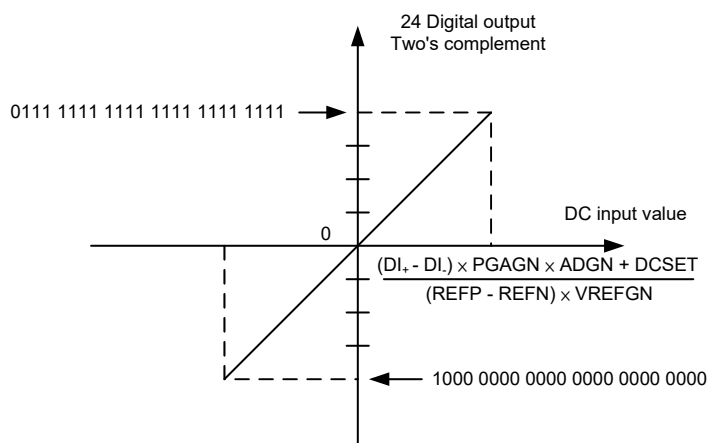 24 Digital output
Two's complement
0111 1111 1111 1111 1111 1111
0
DC input value
(DI+ - DI-) × PGAGN × ADGN + DCSET
(REFP - REFN) × VREFGN
1000 0000 0000 0000 0000 0000